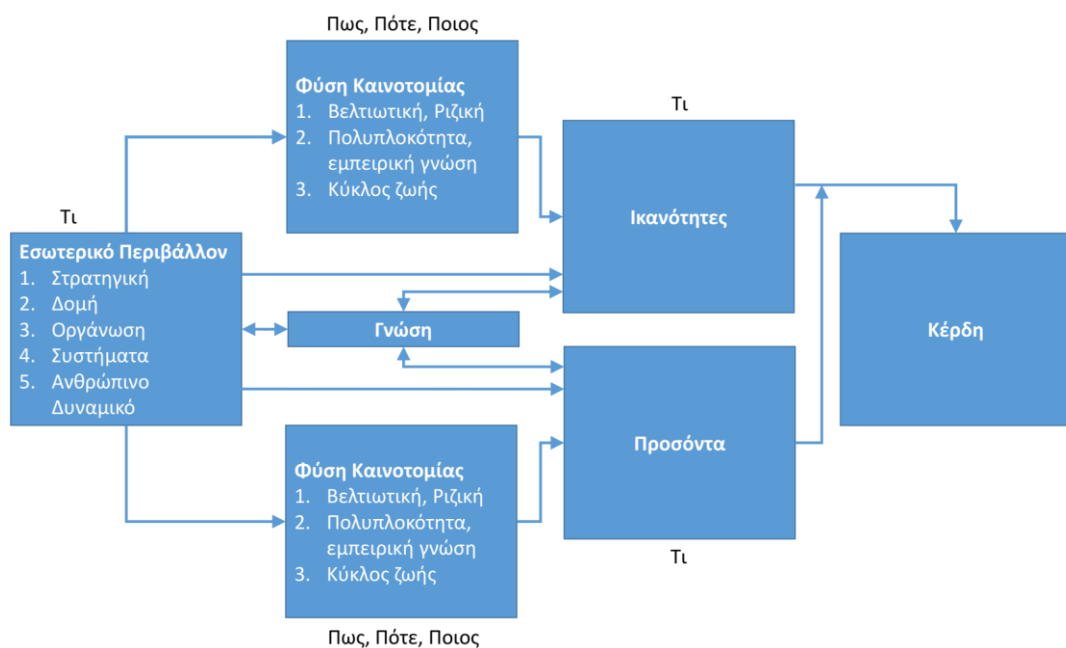 Πως, Πότε, Ποιος
Φύση Καινοτομίας
1. Βελτιωτική, Ριζική
2. Πολυπλοκότητα,
εμπειρική γνώση
3. Κύκλος ζωής
Τι
Ικανότητες
Τι
Εσωτερικό Περιβάλλον
1. Στρατηγική
2. Δομή
3. Οργάνωση
4. Συστήματα
5. Ανθρώπινο
Δυναμικό
Γνώση
Κέρδη
Προσόντα
Τι
Φύση Καινοτομίας
1. Βελτιωτική, Ριζική
2. Πολυπλοκότητα,
εμπειρική γνώση
3. Κύκλος ζωής
Πως, Πότε, Ποιος